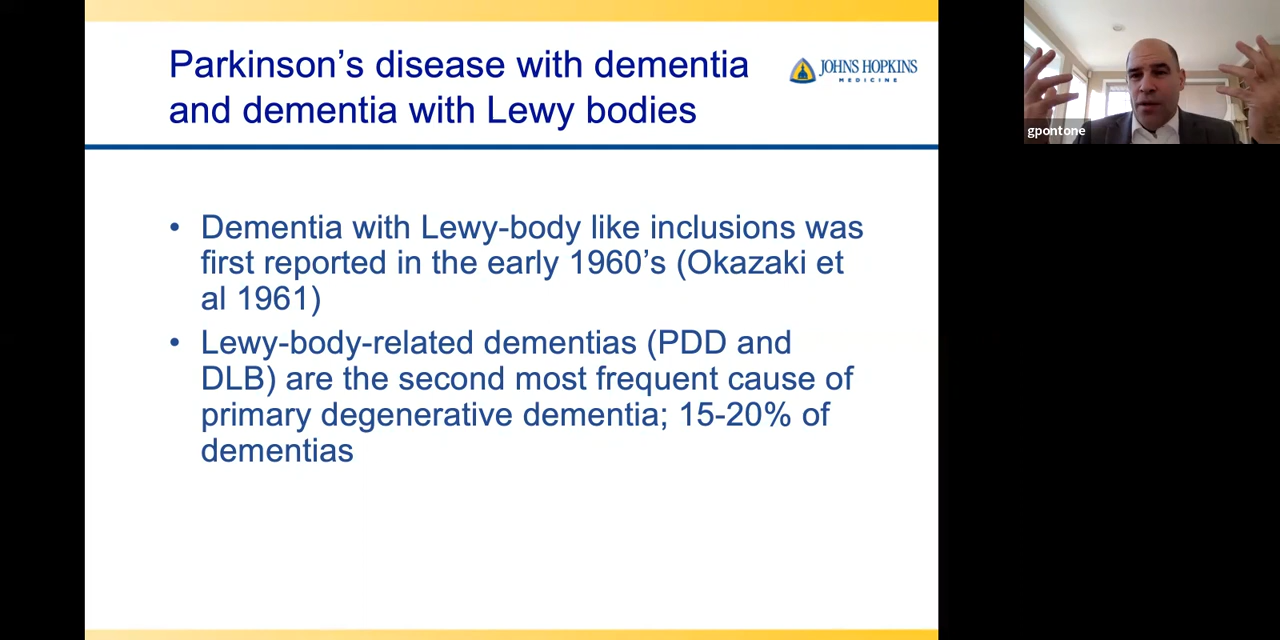 Parkinson’s disease with dementia
and dementia with Lewy bodies
JOHNS HOPKINS
MEDICINE
gpontone
• Dementia with Lewy-body like inclusions was
first reported in the early 1960’s (Okazaki et
al 1961)
• Lewy-body-related dementias (PDD and
DLB) are the second most frequent cause of
primary degenerative dementia; 15-20% of
dementias